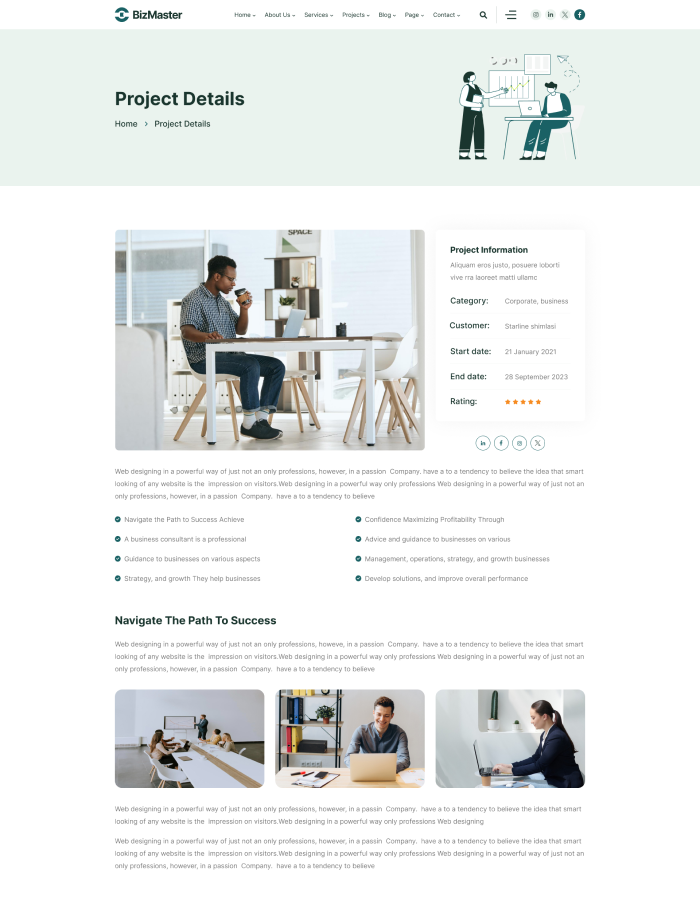 BizMaster
Home About Us Services Projects Blog Page Contact
Project Details
Home > Project Details
SPACE
Project Information
Aliquam eros justo, posuere loborti
vive rra laoreet matti ullamc
Category: Corporate, business
Customer: Starline shimlasi
Start date: 21 January 2021
End date: 28 September 2023
Rating:
Web designing in a powerful way of just not an only professions, however, in a passion Company. have a to a tendency to believe the idea that smart
looking of any website is the impression on visitors.Web designing in a powerful way only professions Web designing in a powerful way of just not an
only professions, however, in a passion Company. have a to a tendency to believe
Navigate the Path to Success Achieve
Confidence Maximizing Profitability Through
A business consultant is a professional
Advice and guidance to businesses on various
Guidance to businesses on various aspects
Management, operations, strategy, and growth businesses
Strategy, and growth They help businesses
Develop solutions, and improve overall performance
Navigate The Path To Success
Web designing in a powerful way of just not an only professions, howeve, in a passion Company. have a to a tendency to believe the idea that smart
looking of any website is the impression on visitors.Web designing in a powerful way only professions Web designing in a powerful way of just not an
only professions, however, in a passion Company. have a to a tendency to believe
Web designing in a powerful way of just not an only professions, however, in a passin Company. have a to a tendency to believe the idea that smart
looking of any website is the impression on visitors.Web designing in a powerful way only professions Web designing
Web designing in a powerful way of just not an only professions, however, in a passin Company. have a to a tendency to believe the idea that smart
looking of any website is the impression on visitors.Web designing in a powerful way only professions Web designing in a powerful way of just not an
only professions, however, in a passion Company. have a to a tendency to believe